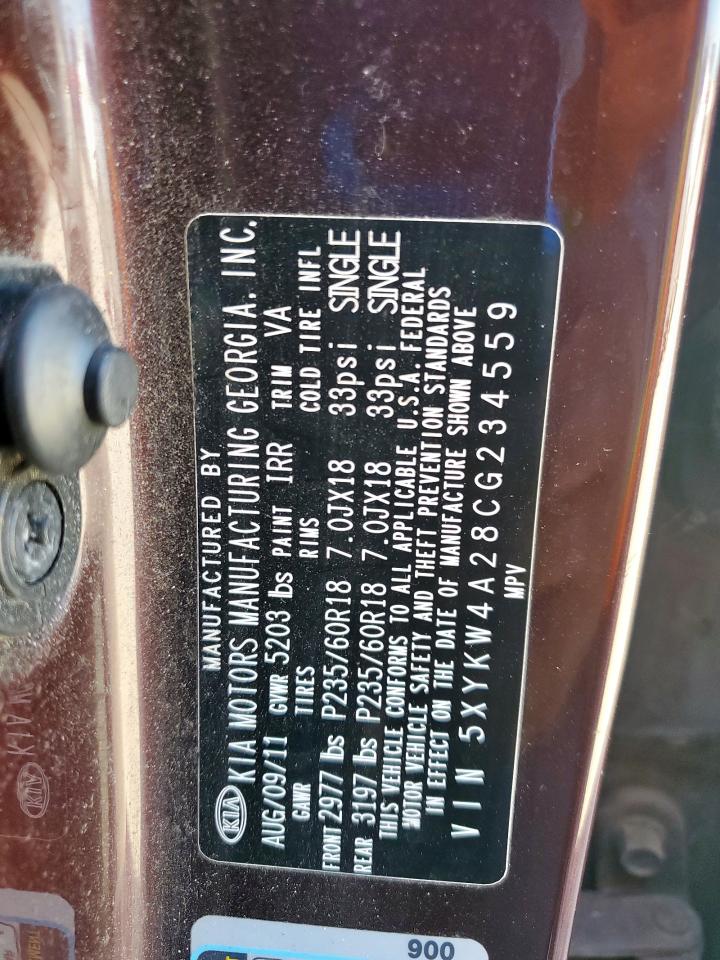 MANUFACTURED BY
KIA KIA MOTORS MANUFACTURING GEORGIA, INC.
AUG/09/11 GVWR 5203 lbs PAINT IRR TRIM VA
GAWR TIRES RIMS COLD TIRE INFL
FRONT 2977 lbs P235/60R18 7.0JX18 33psi SINGLE
REAR 3197 lbs P235/60R18 7.0JX18 33psi SINGLE
THIS VEHICLE CONFORMS TO ALL APPLICABLE U.S.A. FEDERAL
MOTOR VEHICLE SAFETY AND THEFT PREVENTION STANDARDS
IN EFFECT ON THE DATE OF MANUFACTURE SHOWN ABOVE
VIN 5XYKW4A28CG234559
MPV
900
KIA KIA